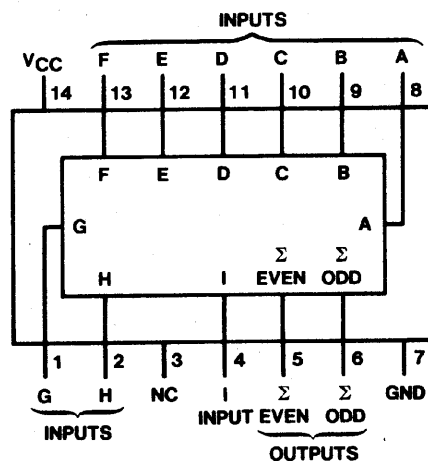 INPUTS
VCC F E D C B A
14 13 12 11 10 9 8
F E D C B
G A
Σ Σ
H I EVEN ODD
1 2 3 4 5 6 7
G H NC I Σ Σ GND
INPUT EVEN ODD
INPUTS
OUTPUTS